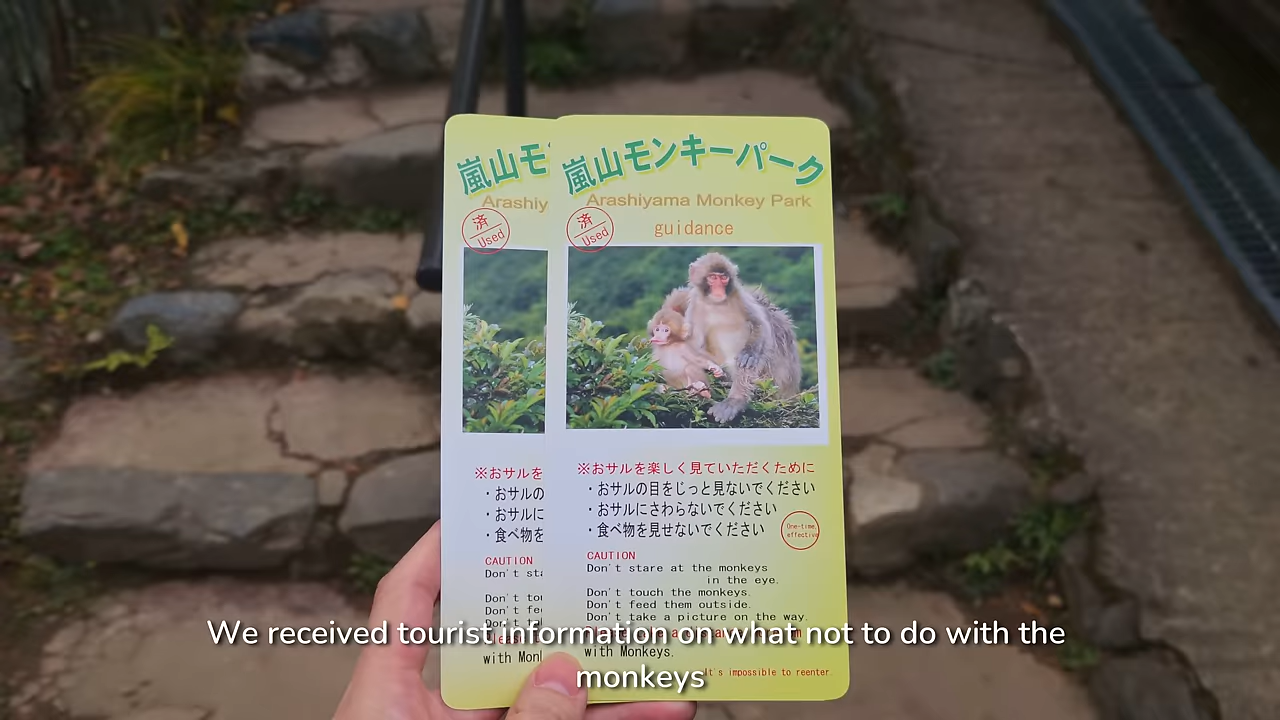 嵐山モ
Arashiy
済
Used
※おサルを
・おサルの
・おサルに
・食べ物を
CAUTION
Don't sta
Don't tou
Don't fee
with Monk
嵐山モンキーパーク
Arashiyama Monkey Park
済
Used
guidance
※おサルを楽しく見ていただくために
・おサルの目をじっと見ないでください
・おサルにさわらないでください
・食べ物を見せないでください
One-time,
effective
CAUTION
Don't stare at the monkeys
in the eye.
Don't touch the monkeys.
Don't feed them outside.
Don't take a picture on the way.
with Monkeys.
It's impossible to reenter
We received tourist information on what not to do with the
monkeys